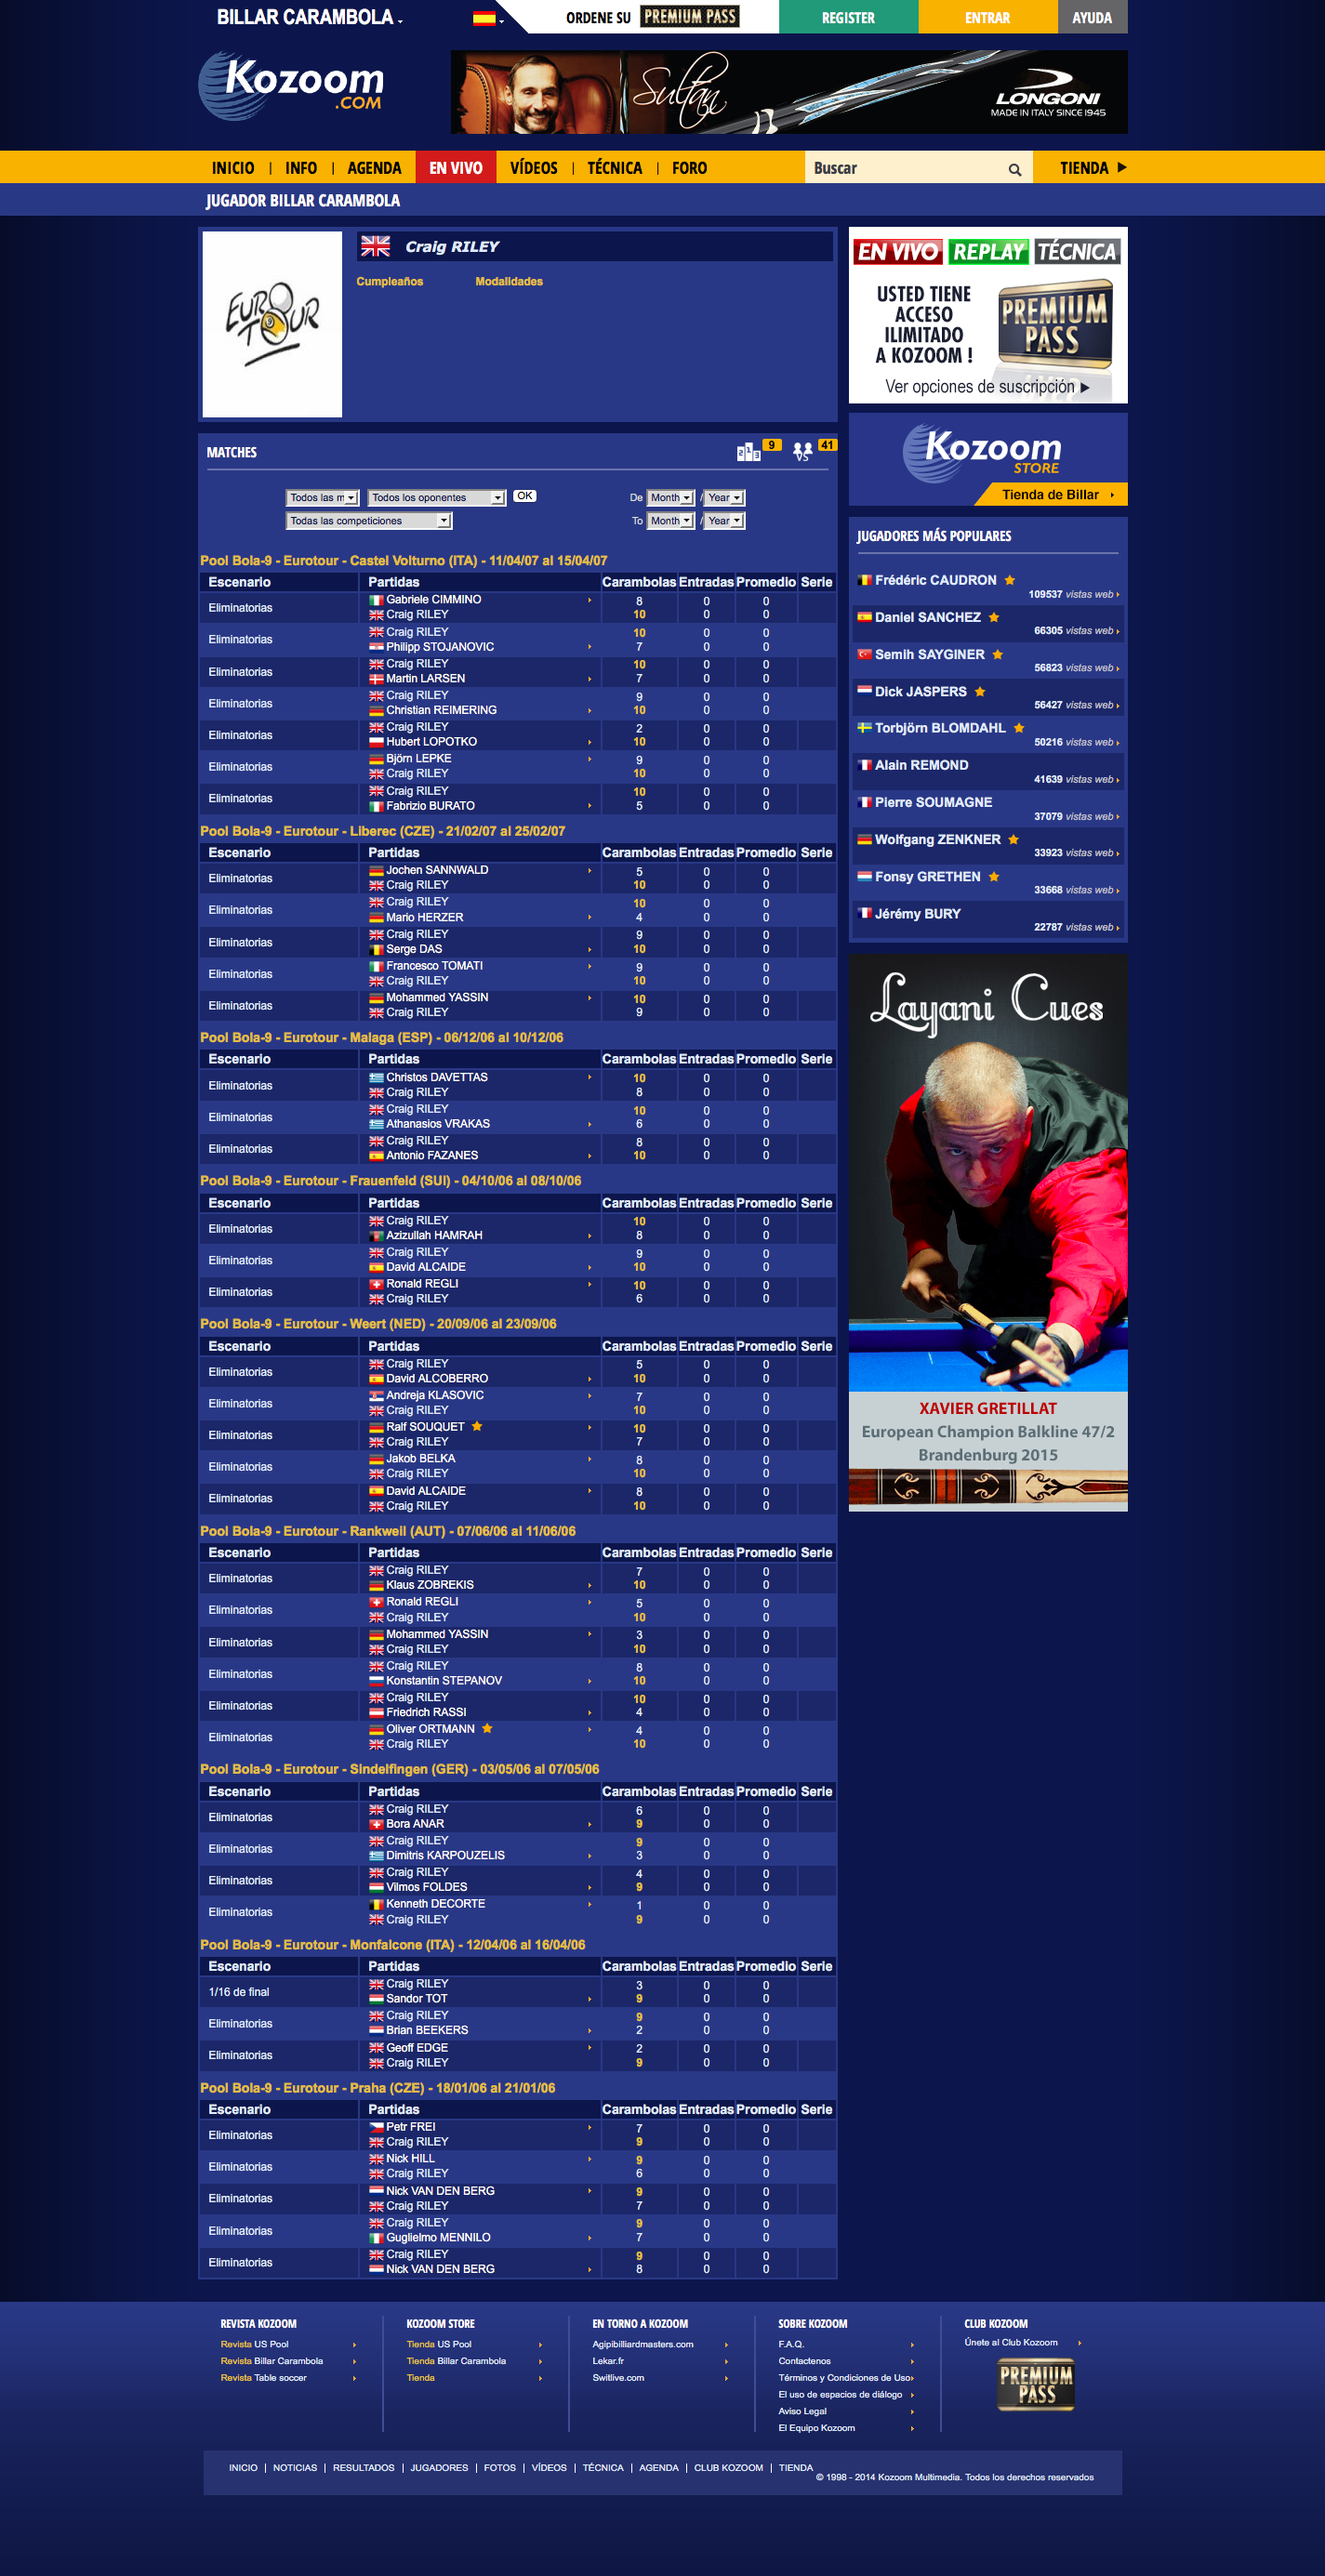 BILLAR CARAMBOLA
ORDENE SU PREMIUM PASS
REGISTER
ENTRAR
AYUDA
Kozoom.COM
Sultan
LONGONI
MADE IN ITALY SINCE 1945
INICIO | INFO | AGENDA EN VIVO VÍDEOS | TÉCNICA | FORO
Buscar
TIENDA
JUGADOR BILLAR CARAMBOLA
EUROTOUR
Craig RILEY
Cumpleaños Modalidades
MATCHES 9 41
Todos las m Todos los oponentes OK De Month / Year
Todas las competiciones To Month / Year
Pool Bola-9 - Eurotour - Castel Volturno (ITA) - 11/04/07 al 15/04/07
Escenario Partidas Carambolas Entradas Promedio Serie
Eliminatorias
Gabriele CIMMINO 8 0 0
Craig RILEY 10 0 0
Eliminatorias
Craig RILEY 10 0 0
Philipp STOJANOVIC 7 0 0
Eliminatorias
Craig RILEY 10 0 0
Martin LARSEN 7 0 0
Eliminatorias
Craig RILEY 9 0 0
Christian REIMERING 10 0 0
Eliminatorias
Craig RILEY 2 0 0
Hubert LOPOTKO 10 0 0
Eliminatorias
Björn LEPKE 9 0 0
Craig RILEY 10 0 0
Eliminatorias
Craig RILEY 10 0 0
Fabrizio BURATO 5 0 0
Pool Bola-9 - Eurotour - Liberec (CZE) - 21/02/07 al 25/02/07
Escenario Partidas Carambolas Entradas Promedio Serie
Eliminatorias
Jochen SANNWALD 5 0 0
Craig RILEY 10 0 0
Eliminatorias
Craig RILEY 10 0 0
Mario HERZER 4 0 0
Eliminatorias
Craig RILEY 9 0 0
Serge DAS 10 0 0
Eliminatorias
Francesco TOMATI 9 0 0
Craig RILEY 10 0 0
Eliminatorias
Mohammed YASSIN 10 0 0
Craig RILEY 9 0 0
Pool Bola-9 - Eurotour - Malaga (ESP) - 06/12/06 al 10/12/06
Escenario Partidas Carambolas Entradas Promedio Serie
Eliminatorias
Christos DAVETTAS 10 0 0
Craig RILEY 8 0 0
Eliminatorias
Craig RILEY 10 0 0
Athanasios VRAKAS 6 0 0
Eliminatorias
Craig RILEY 8 0 0
Antonio FAZANES 10 0 0
Pool Bola-9 - Eurotour - Frauenfeld (SUI) - 04/10/06 al 08/10/06
Escenario Partidas Carambolas Entradas Promedio Serie
Eliminatorias
Craig RILEY 10 0 0
Azizullah HAMRAH 8 0 0
Eliminatorias
Craig RILEY 9 0 0
David ALCAIDE 10 0 0
Eliminatorias
Ronald REGLI 10 0 0
Craig RILEY 6 0 0
Pool Bola-9 - Eurotour - Weert (NED) - 20/09/06 al 23/09/06
Escenario Partidas Carambolas Entradas Promedio Serie
Eliminatorias
Craig RILEY 5 0 0
David ALCOBERRO 10 0 0
Eliminatorias
Andreja KLASOVIC 7 0 0
Craig RILEY 10 0 0
Eliminatorias
Ralf SOUQUET 10 0 0
Craig RILEY 7 0 0
Eliminatorias
Jakob BELKA 8 0 0
Craig RILEY 10 0 0
Eliminatorias
David ALCAIDE 8 0 0
Craig RILEY 10 0 0
Pool Bola-9 - Eurotour - Rankweil (AUT) - 07/06/06 al 11/06/06
Escenario Partidas Carambolas Entradas Promedio Serie
Eliminatorias
Craig RILEY 7 0 0
Klaus ZOBREKIS 10 0 0
Eliminatorias
Ronald REGLI 5 0 0
Craig RILEY 10 0 0
Eliminatorias
Mohammed YASSIN 3 0 0
Craig RILEY 10 0 0
Eliminatorias
Craig RILEY 8 0 0
Konstantin STEPANOV 10 0 0
Eliminatorias
Craig RILEY 10 0 0
Friedrich RASSI 4 0 0
Eliminatorias
Oliver ORTMANN 4 0 0
Craig RILEY 10 0 0
Pool Bola-9 - Eurotour - Sindelfingen (GER) - 03/05/06 al 07/05/06
Escenario Partidas Carambolas Entradas Promedio Serie
Eliminatorias
Craig RILEY 6 0 0
Bora ANAR 9 0 0
Eliminatorias
Craig RILEY 9 0 0
Dimitris KARPOUZELIS 3 0 0
Eliminatorias
Craig RILEY 4 0 0
Vilmos FOLDES 9 0 0
Eliminatorias
Kenneth DECORTE 1 0 0
Craig RILEY 9 0 0
Pool Bola-9 - Eurotour - Monfalcone (ITA) - 12/04/06 al 16/04/06
Escenario Partidas Carambolas Entradas Promedio Serie
1/16 de final
Craig RILEY 3 0 0
Sandor TOT 9 0 0
Eliminatorias
Craig RILEY 9 0 0
Brian BEEKERS 2 0 0
Eliminatorias
Geoff EDGE 2 0 0
Craig RILEY 9 0 0
Pool Bola-9 - Eurotour - Praha (CZE) - 18/01/06 al 21/01/06
Escenario Partidas Carambolas Entradas Promedio Serie
Eliminatorias
Petr FREI 7 0 0
Craig RILEY 9 0 0
Eliminatorias
Nick HILL 9 0 0
Craig RILEY 6 0 0
Eliminatorias
Nick VAN DEN BERG 9 0 0
Craig RILEY 7 0 0
Eliminatorias
Craig RILEY 9 0 0
Guglielmo MENNILO 7 0 0
Eliminatorias
Craig RILEY 9 0 0
Nick VAN DEN BERG 8 0 0
EN VIVO REPLAY TÉCNICA
USTED TIENE
ACCESO
ILIMITADO
A KOZOOM !
PREMIUM PASS
Ver opciones de suscripción
Kozoom STORE
Tienda de Billar
JUGADORES MÁS POPULARES
Frédéric CAUDRON
109537 vistas web
Daniel SANCHEZ
66305 vistas web
Semih SAYGINER
56823 vistas web
Dick JASPERS
56427 vistas web
Torbjörn BLOMDAHL
50216 vistas web
Alain REMOND
41639 vistas web
Pierre SOUMAGNE
37079 vistas web
Wolfgang ZENKNER
33923 vistas web
Fonsy GRETHEN
33668 vistas web
Jérémy BURY
22787 vistas web
Layani Cues
XAVIER GRETILLAT
European Champion Balkline 47/2
Brandenburg 2015
REVISTA KOZOOM
Revista US Pool
Revista Billar Carambola
Revista Table soccer
KOZOOM STORE
Tienda US Pool
Tienda Billar Carambola
Tienda
EN TORNO A KOZOOM
Agipibilliardmasters.com
Lekar.fr
Switlive.com
SOBRE KOZOOM
F.A.Q.
Contactenos
Términos y Condiciones de Uso
El uso de espacios de diálogo
Aviso Legal
El Equipo Kozoom
CLUB KOZOOM
Únete al Club Kozoom
PREMIUM PASS
INICIO | NOTICIAS | RESULTADOS | JUGADORES | FOTOS | VÍDEOS | TÉCNICA | AGENDA | CLUB KOZOOM | TIENDA
© 1998 - 2014 Kozoom Multimedia. Todos los derechos reservados